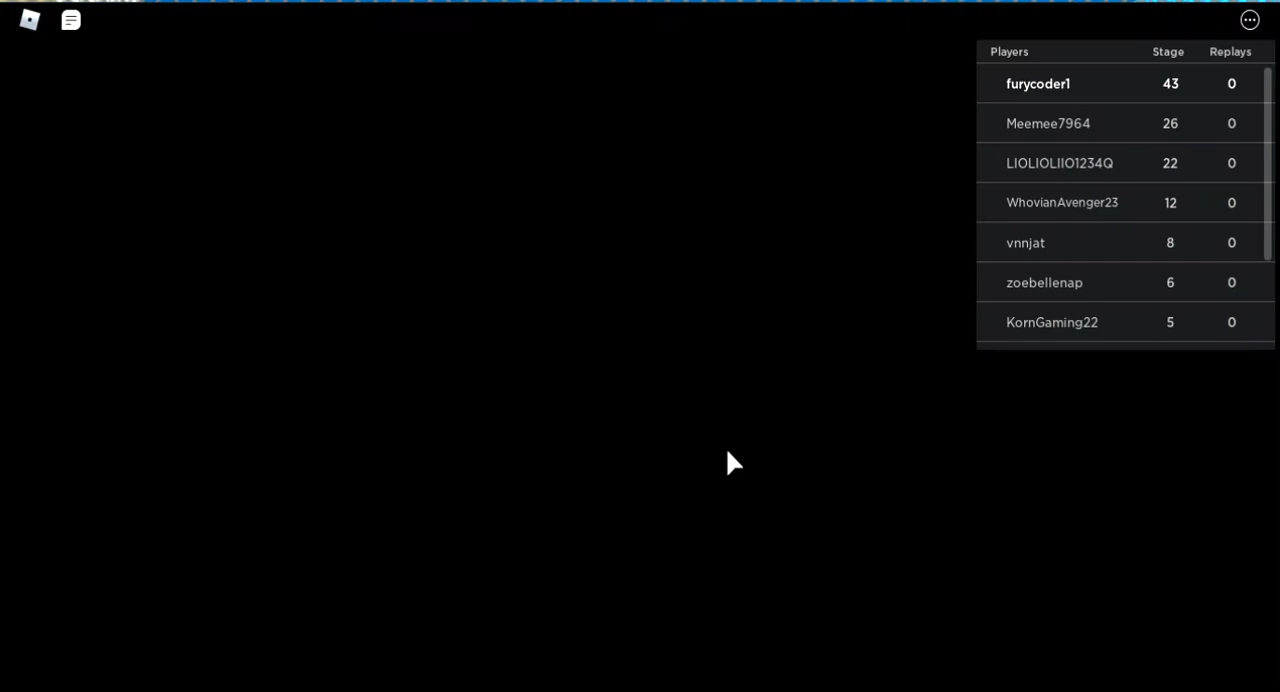 Players Stage Replays
furycoder1 43 0
Meemee7964 26 0
LIOLIOLIIO1234Q 22 0
WhovianAvenger23 12 0
vnnjat 8 0
zoebellenap 6 0
KornGaming22 5 0